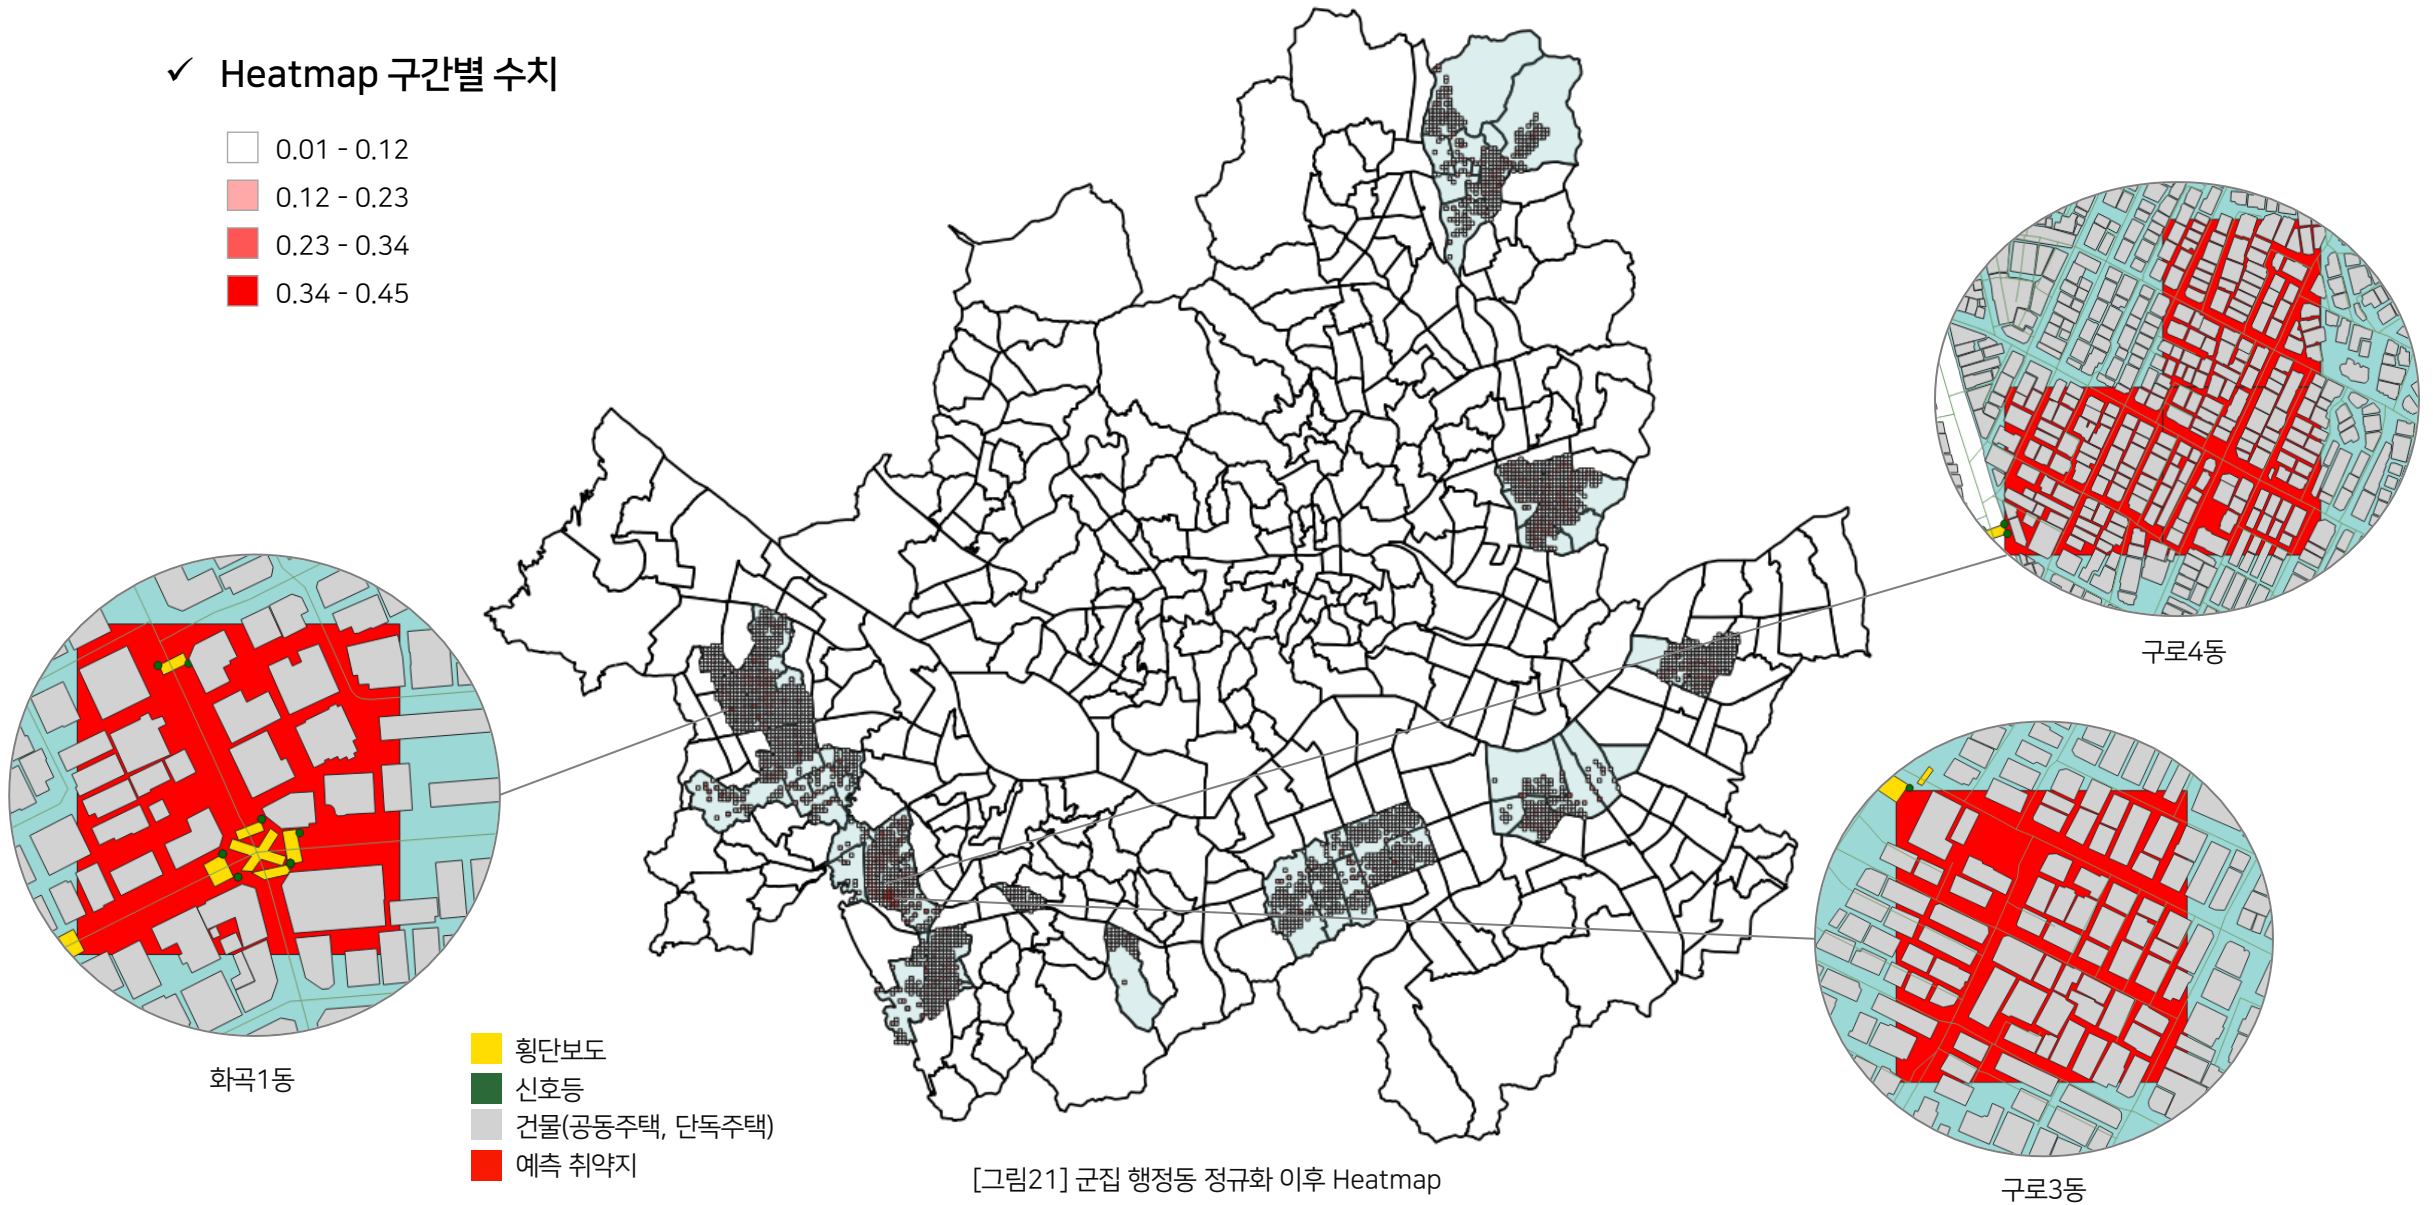 ✓ Heatmap 구간별 수치
0.01 - 0.12
0.12 - 0.23
0.23 - 0.34
0.34 - 0.45
구로4동
화곡1동
구로3동
횡단보도
신호등
건물(공동주택, 단독주택)
예측 취약지
[그림21] 군집 행정동 정규화 이후 Heatmap